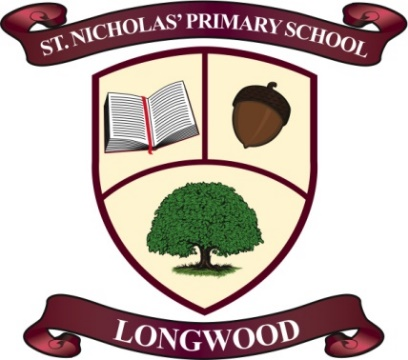 ST. NICHOLAS' PRIMARY SCHOOL
LONGWOOD